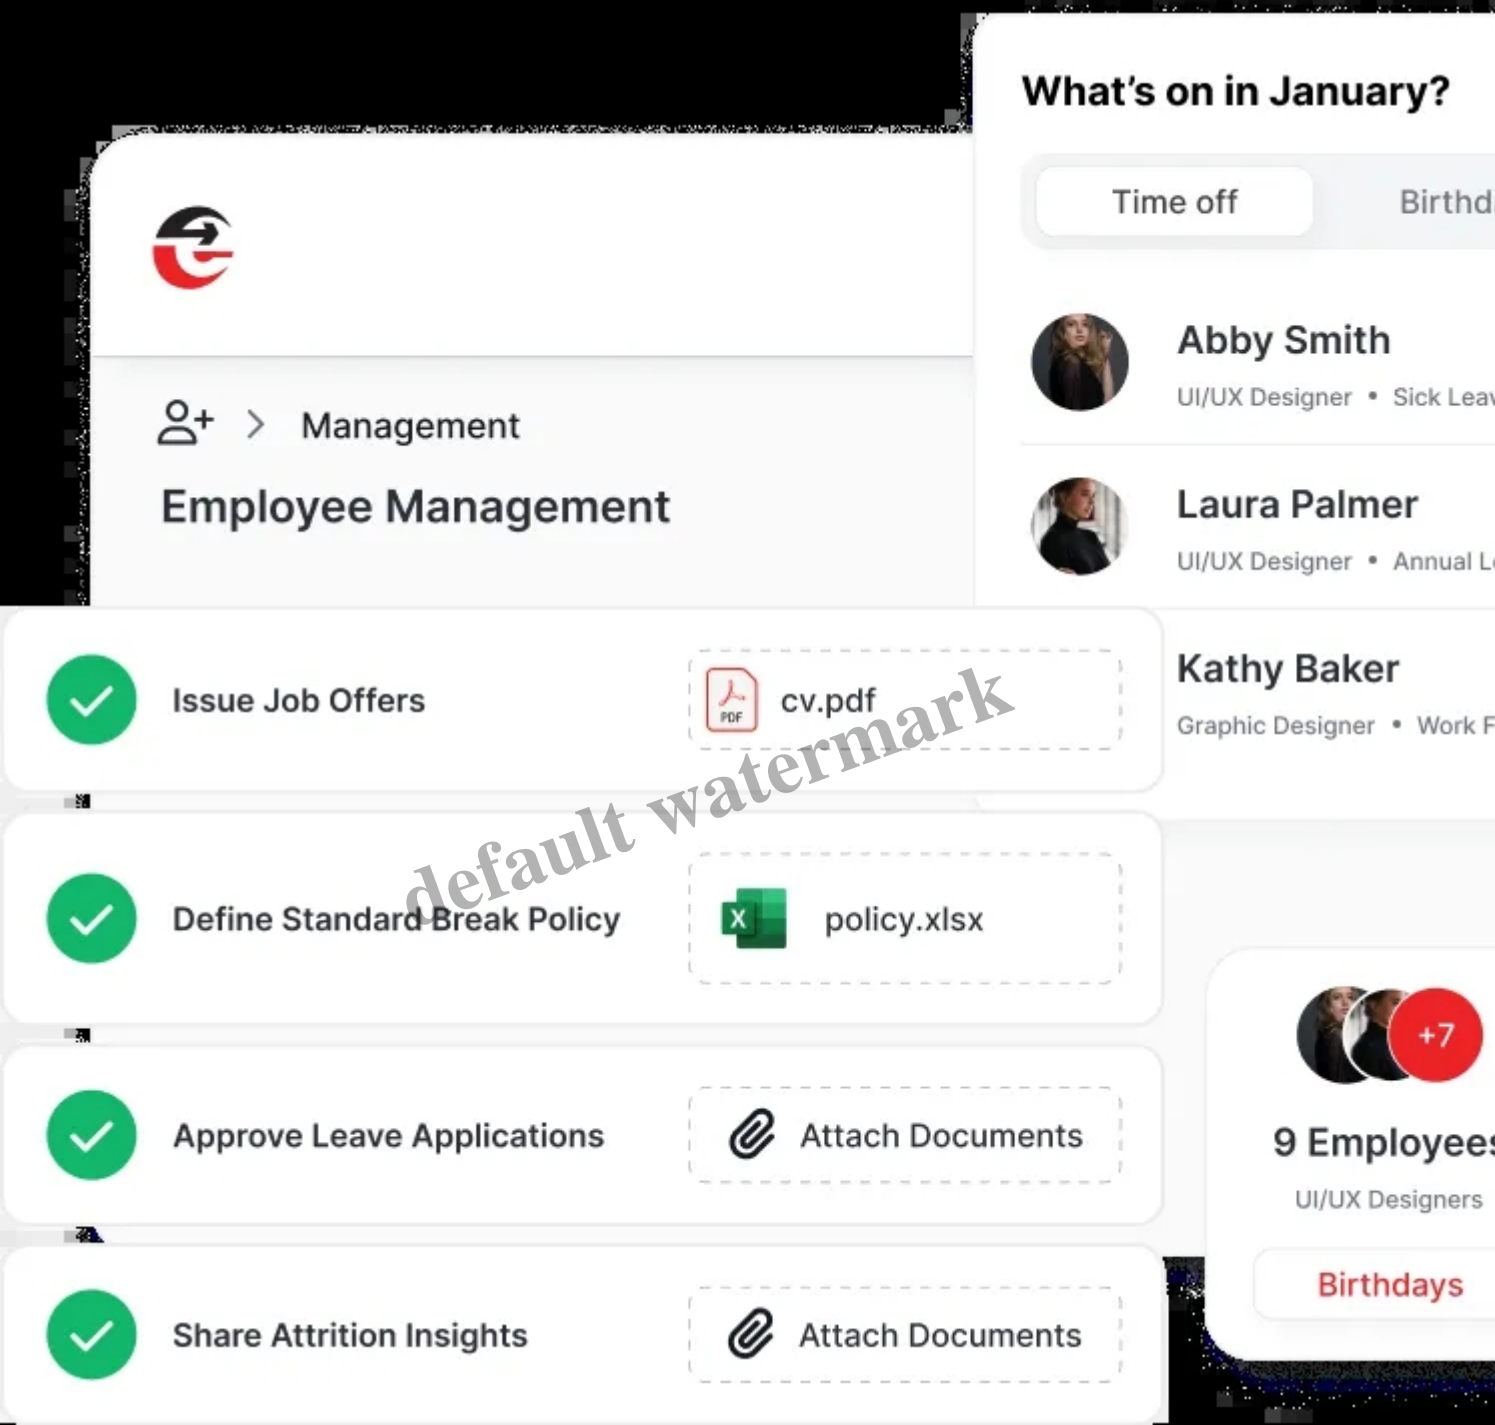 What's on in January?
Time off
Birthd
Abby Smith
UI/UX Designer • Sick Leav
Laura Palmer
UI/UX Designer • Annual L
Kathy Baker
Graphic Designer • Work F
Management
Employee Management
Issue Job Offers
PDF
cv.pdf
Define Standard Break Policy
X
policy.xlsx
Approve Leave Applications
Attach Documents
Share Attrition Insights
Attach Documents
default watermark
+7
9 Employees
UI/UX Designers
Birthdays